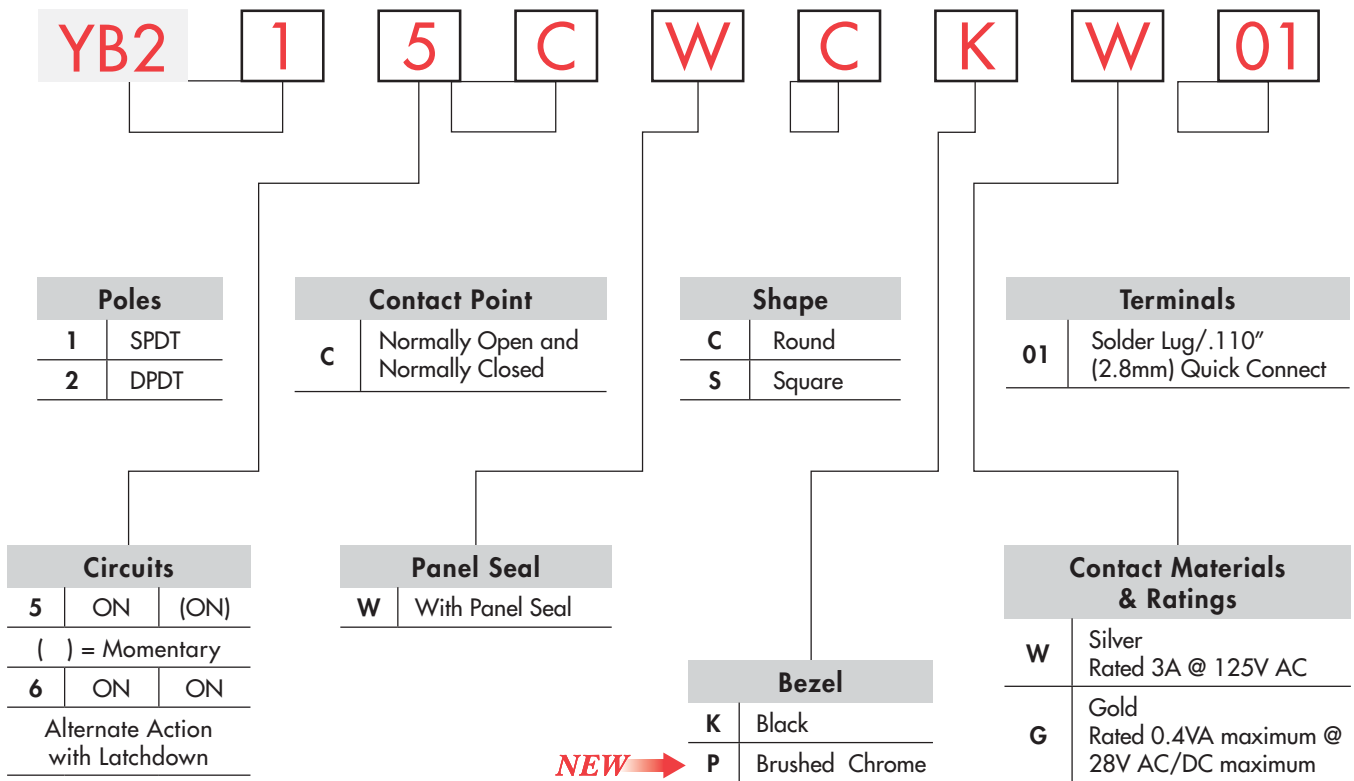 YB2 1 5 C W C K W 01
Poles
1 SPDT
2 DPDT
Contact Point
C Normally Open and
Normally Closed
Shape
C Round
S Square
Terminals
01 Solder Lug/.110”
(2.8mm) Quick Connect
Circuits
5 ON (ON)
( ) = Momentary
6 ON ON
Alternate Action
with Latchdown
Panel Seal
W With Panel Seal
Bezel
K Black
NEW P Brushed Chrome
Contact Materials
& Ratings
W Silver
Rated 3A @ 125V AC
G Gold
Rated 0.4VA maximum @
28V AC/DC maximum